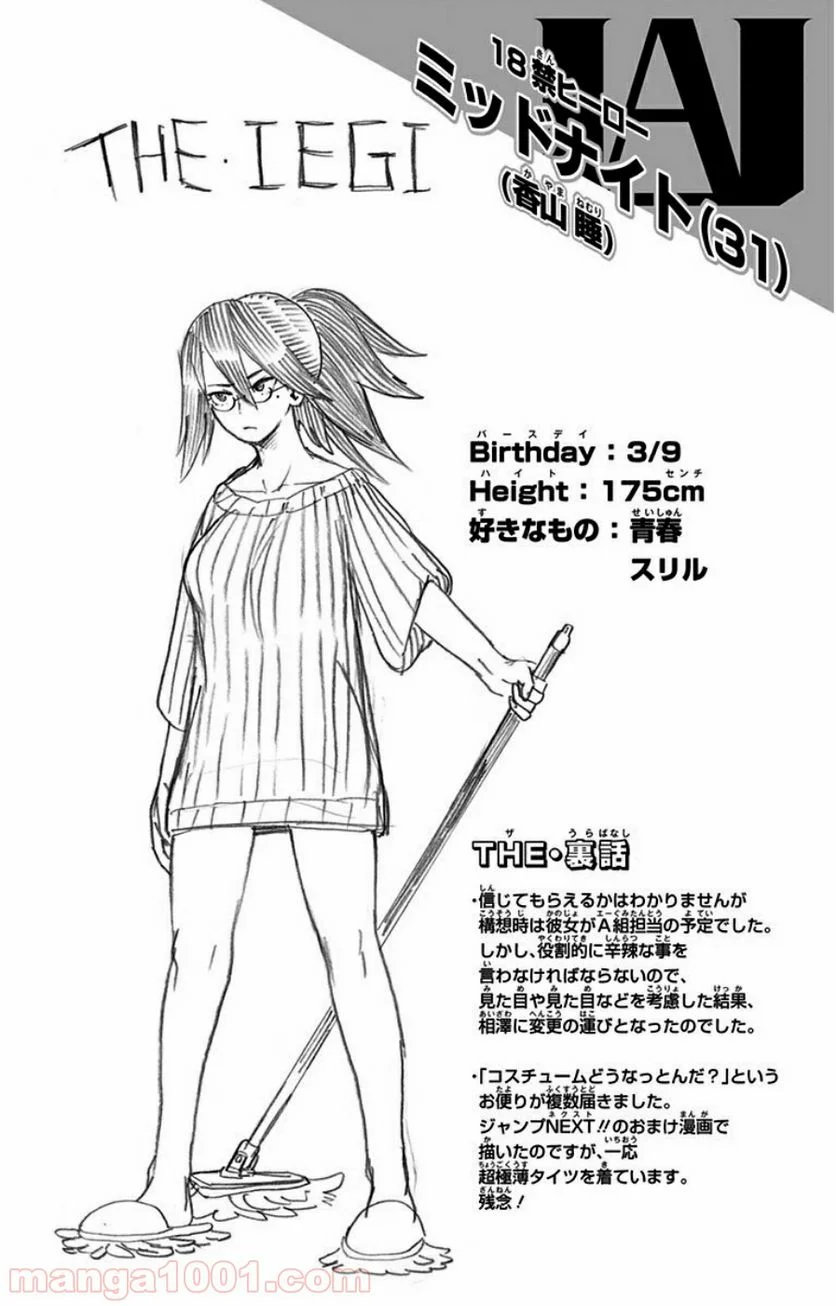 THE・IEGI
UA
18禁ヒーロー
ミッドナイト(31)
(香山 睡)
Birthday : 3/9
Height : 175cm
好きなもの : 青春
スリル
THE・裏話
・信じてもらえるかはわかりませんが
構想時は彼女がA組担当の予定でした。
しかし、役割的に辛辣な事を
言わなければならないので、
見た目や見た目などを考慮した結果、
相澤に変更の運びとなったのでした。
・「コスチュームどうなっとんだ？」という
お便りが複数届きました。
ジャンプNEXT!!のおまけ漫画で
描いたのですが、一応
超極薄タイツを着ています。
残念！
manga1001.com